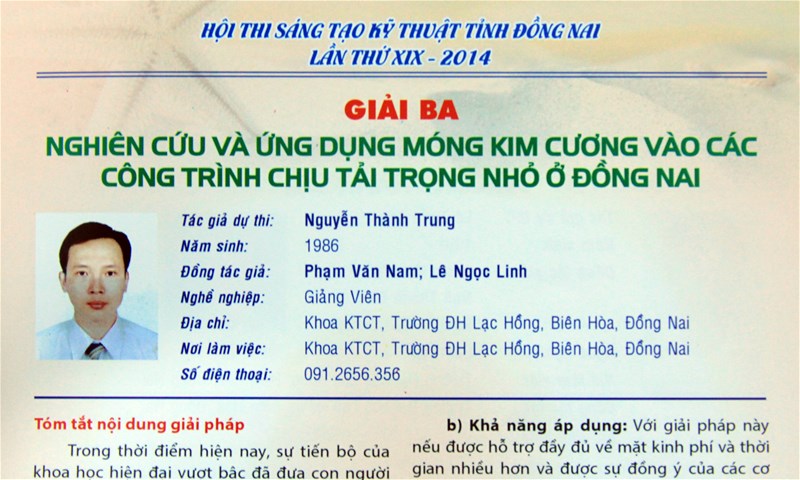 HỘI THI SÁNG TẠO KỸ THUẬT TỈNH ĐỒNG NAI
LẦN THỨ XIX - 2014
GIẢI BA
NGHIÊN CỨU VÀ ỨNG DỤNG MÓNG KIM CƯƠNG VÀO CÁC
CÔNG TRÌNH CHỊU TẢI TRỌNG NHỎ Ở ĐỒNG NAI
Tác giả dự thi: Nguyễn Thành Trung
Năm sinh: 1986
Đồng tác giả: Phạm Văn Nam; Lê Ngọc Linh
Nghề nghiệp: Giảng Viên
Địa chỉ: Khoa KTCT, Trường ĐH Lạc Hồng, Biên Hòa, Đồng Nai
Nơi làm việc: Khoa KTCT, Trường ĐH Lạc Hồng, Biên Hòa, Đồng Nai
Số điện thoại: 091.2656.356
Tóm tắt nội dung giải pháp
Trong thời điểm hiện nay, sự tiến bộ của
khoa học hiện đại vượt bậc đã đưa con người
b) Khả năng áp dụng: Với giải pháp này
nếu được hỗ trợ đầy đủ về mặt kinh phí và thời
gian nhiều hơn và được sự đồng ý của các cơ